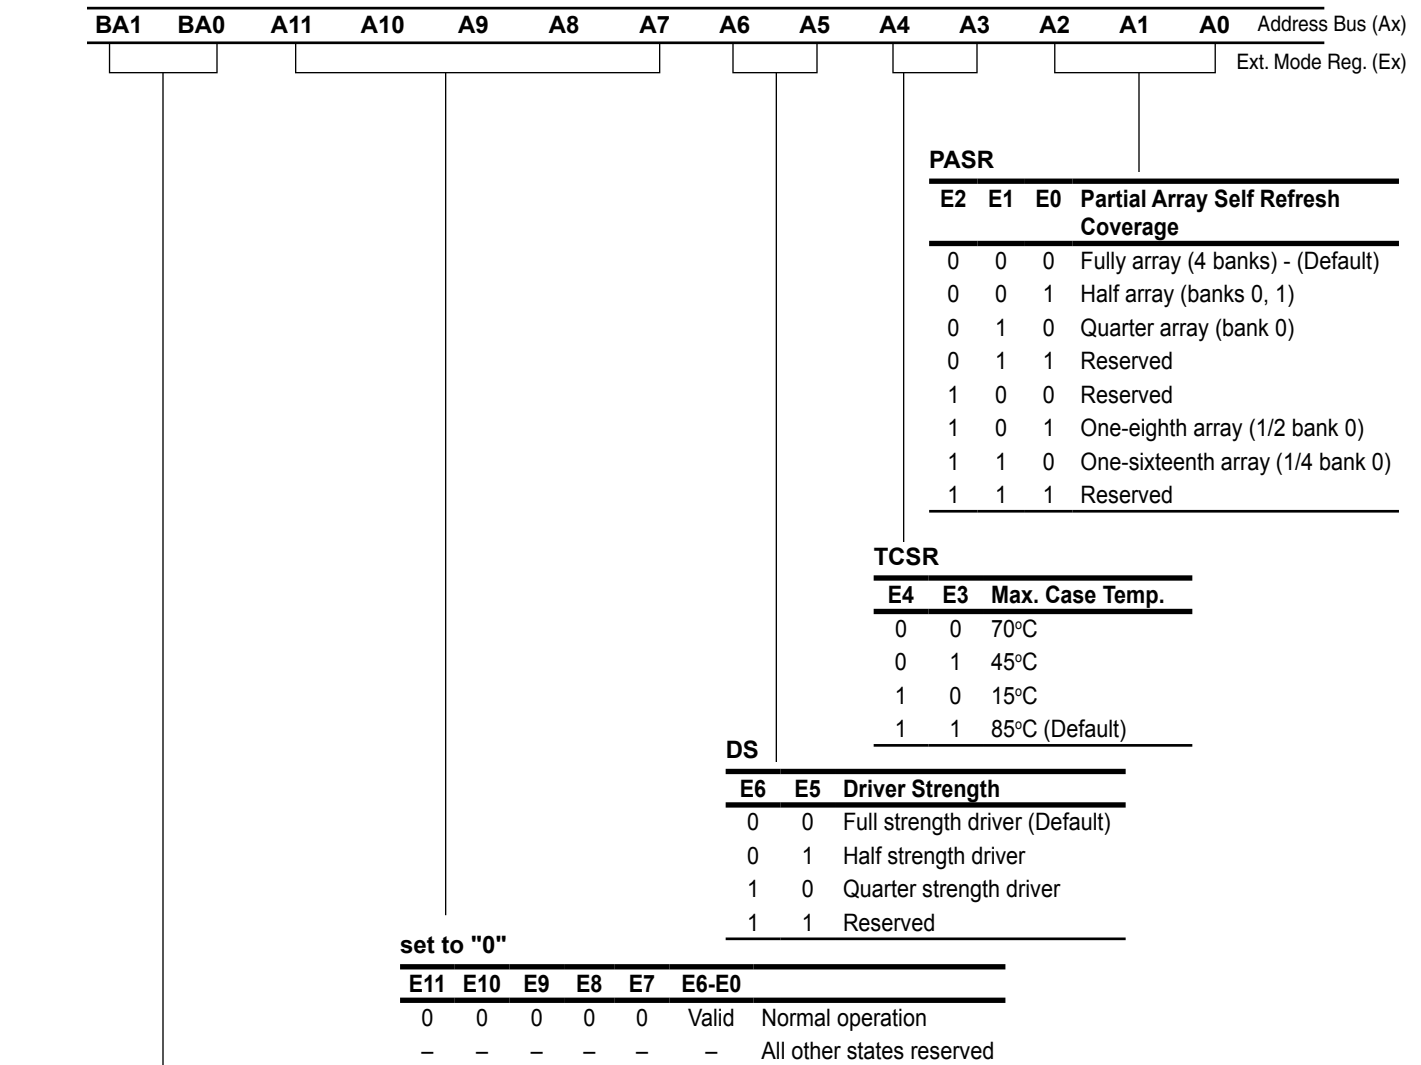 BA1 BA0 A11 A10 A9 A8 A7 A6 A5 A4 A3 A2 A1 A0 Address Bus (Ax)
Ext. Mode Reg. (Ex)
PASR
E2 E1 E0 Partial Array Self Refresh
Coverage
0 0 0 Fully array (4 banks) - (Default)
0 0 1 Half array (banks 0, 1)
0 1 0 Quarter array (bank 0)
0 1 1 Reserved
1 0 0 Reserved
1 0 1 One-eighth array (1/2 bank 0)
1 1 0 One-sixteenth array (1/4 bank 0)
1 1 1 Reserved
TCSR
E4 E3 Max. Case Temp.
0 0 70°C
0 1 45°C
1 0 15°C
1 1 85°C (Default)
DS
E6 E5 Driver Strength
0 0 Full strength driver (Default)
0 1 Half strength driver
1 0 Quarter strength driver
1 1 Reserved
set to "0"
E11 E10 E9 E8 E7 E6-E0
0 0 0 0 0 Valid Normal operation
– – – – – – All other states reserved